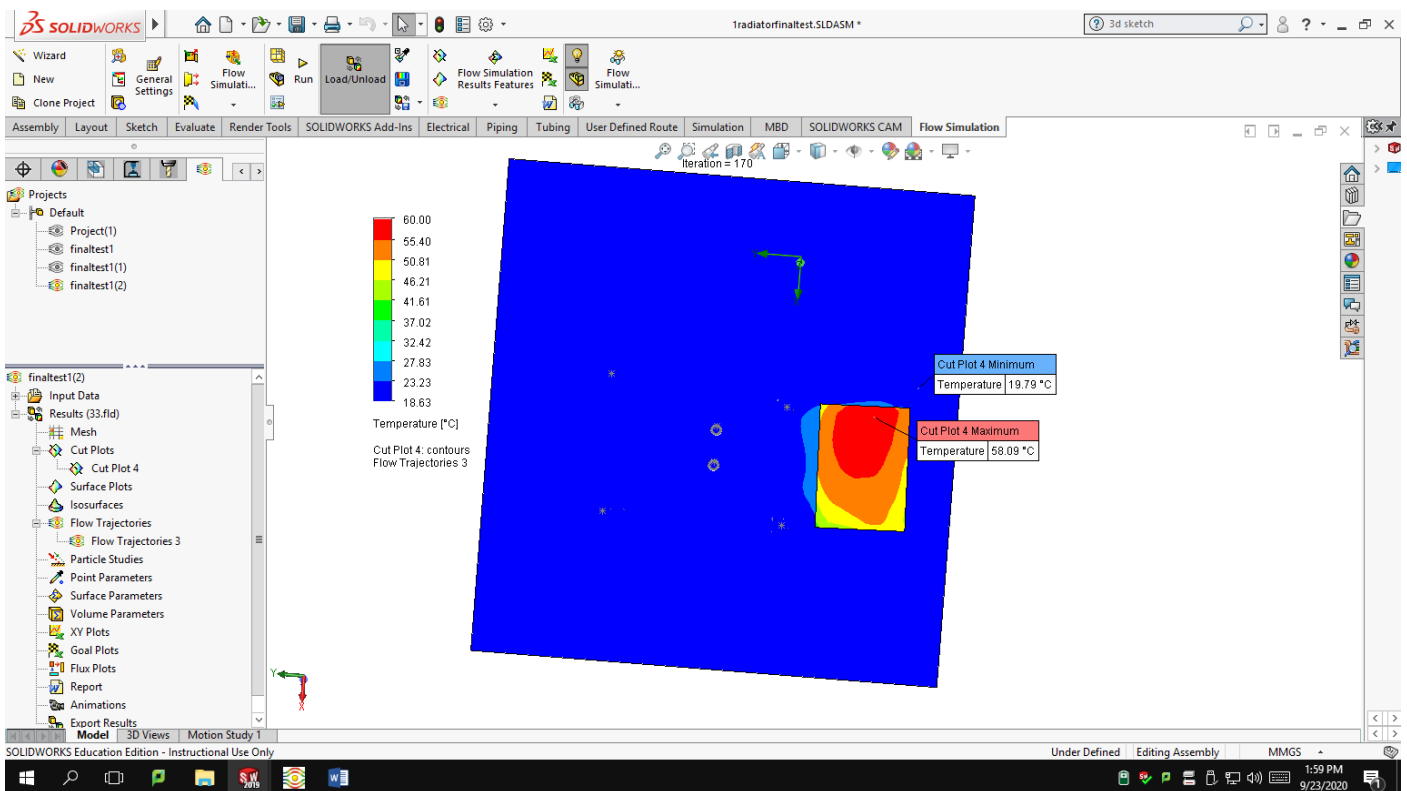 SOLIDWORKS
1radiatorfinaltest.SLDASM *
3d sketch
Wizard
New
Clone Project
General Settings
Flow Simulati...
Run
Load/Unload
Flow Simulation Results Features
Flow Simulati...
Assembly Layout Sketch Evaluate Render Tools SOLIDWORKS Add-Ins Electrical Piping Tubing User Defined Route Simulation MBD SOLIDWORKS CAM Flow Simulation
Projects
Default
Project(1)
finaltest1
finaltest1(1)
finaltest1(2)
finaltest1(2)
Input Data
Results (33.fld)
Mesh
Cut Plots
Cut Plot 4
Surface Plots
Isosurfaces
Flow Trajectories
Flow Trajectories 3
Particle Studies
Point Parameters
Surface Parameters
Volume Parameters
XY Plots
Goal Plots
Flux Plots
Report
Animations
Export Results
Iteration = 170
60.00
55.40
50.81
46.21
41.61
37.02
32.42
27.83
23.23
18.63
Temperature [°C]
Cut Plot 4: contours
Flow Trajectories 3
Cut Plot 4 Minimum
Temperature 19.79 °C
Cut Plot 4 Maximum
Temperature 58.09 °C
Y
X
Model 3D Views Motion Study 1
SOLIDWORKS Education Edition - Instructional Use Only
Under Defined Editing Assembly MMGS
SW 2019
1:59 PM
9/23/2020